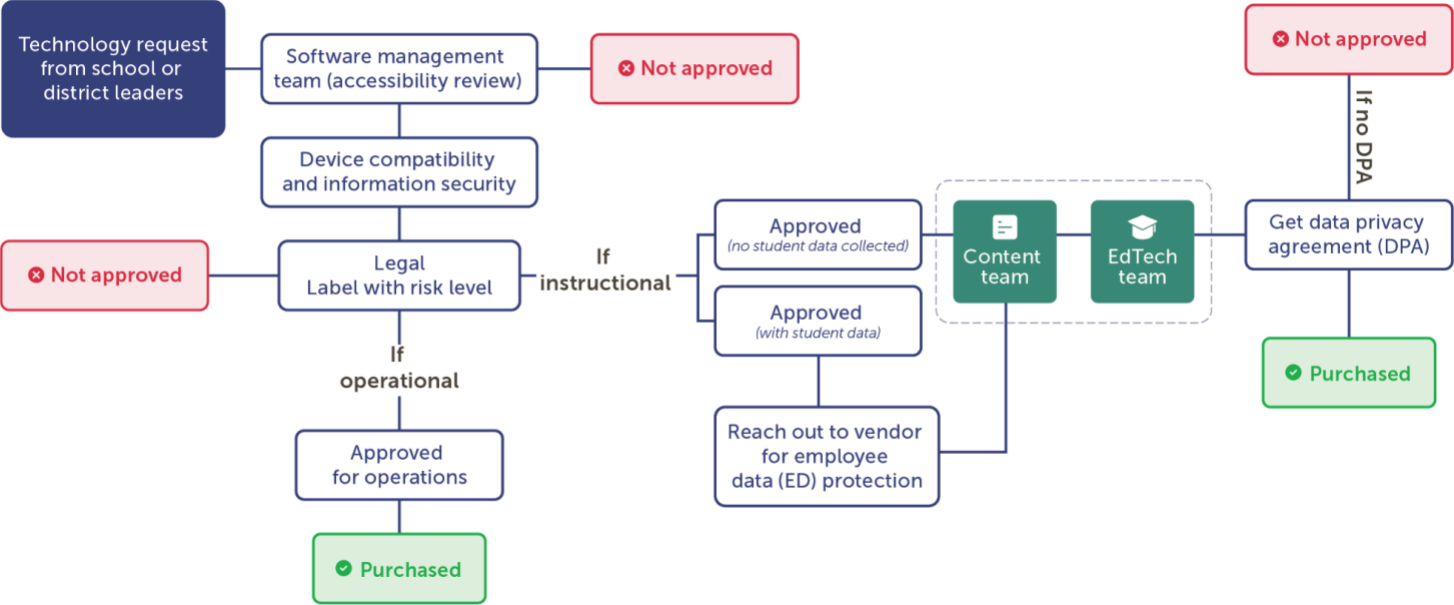 Technology request
from school or
district leaders
Software management
team (accessibility review)
Not approved
Device compatibility
and information security
Not approved
Legal
Label with risk level
If
instructional
If
operational
Approved
for operations
Purchased
Approved
(no student data collected)
Approved
(with student data)
Reach out to vendor
for employee
data (ED) protection
Content
team
EdTech
team
Get data privacy
agreement (DPA)
If no DPA
Not approved
Purchased